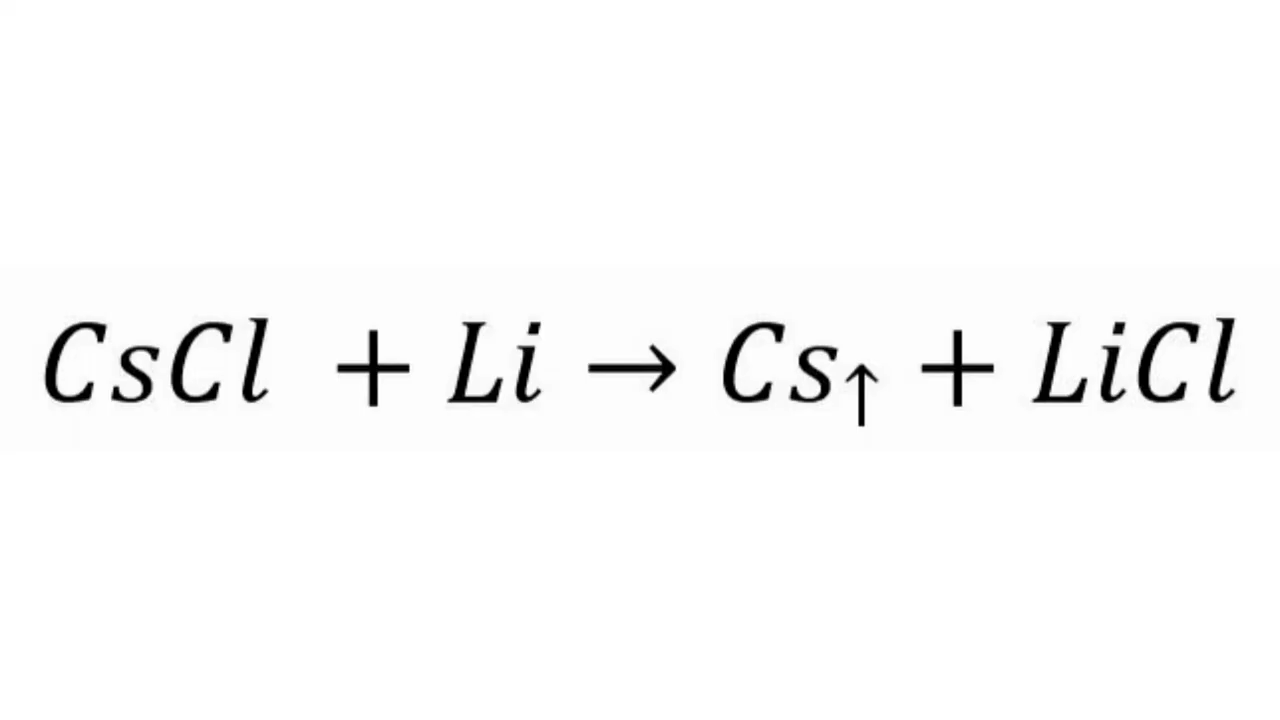 CsCl + Li → Cs↑ + LiCl